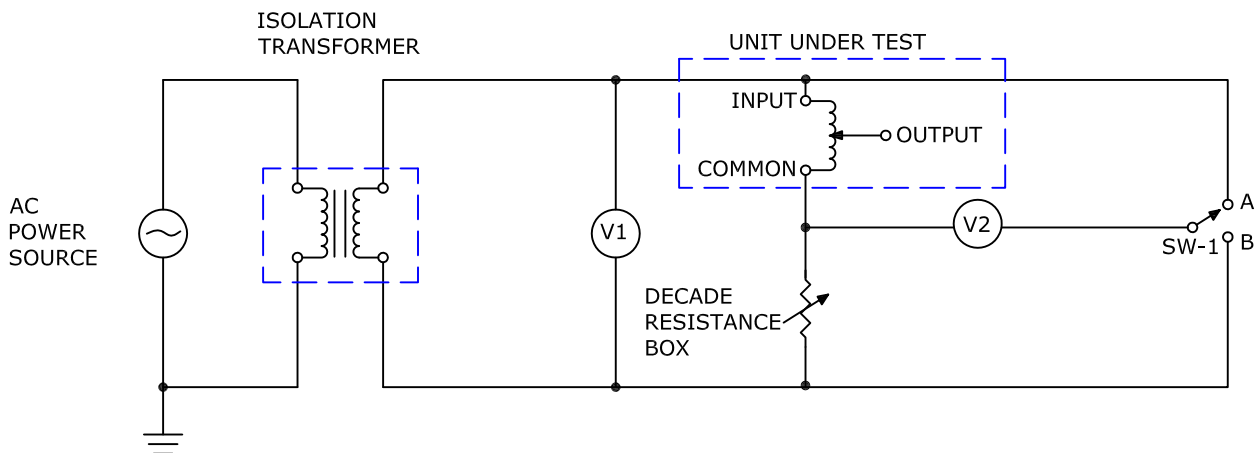 ISOLATION
TRANSFORMER
UNIT UNDER TEST
INPUT
OUTPUT
COMMON
AC
POWER
SOURCE
V1
V2
A
SW-1
B
DECADE
RESISTANCE
BOX